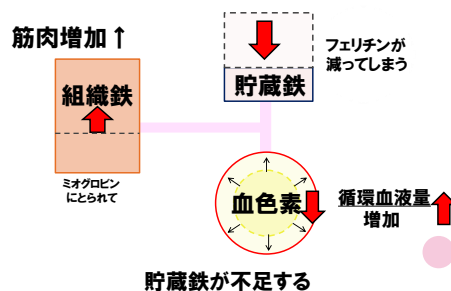 筋肉増加↑
フェリチンが
減ってしまう
組織鉄
貯蔵鉄
ミオグロビン
にとられて
血色素
循環血液量
増加
貯蔵鉄が不足する